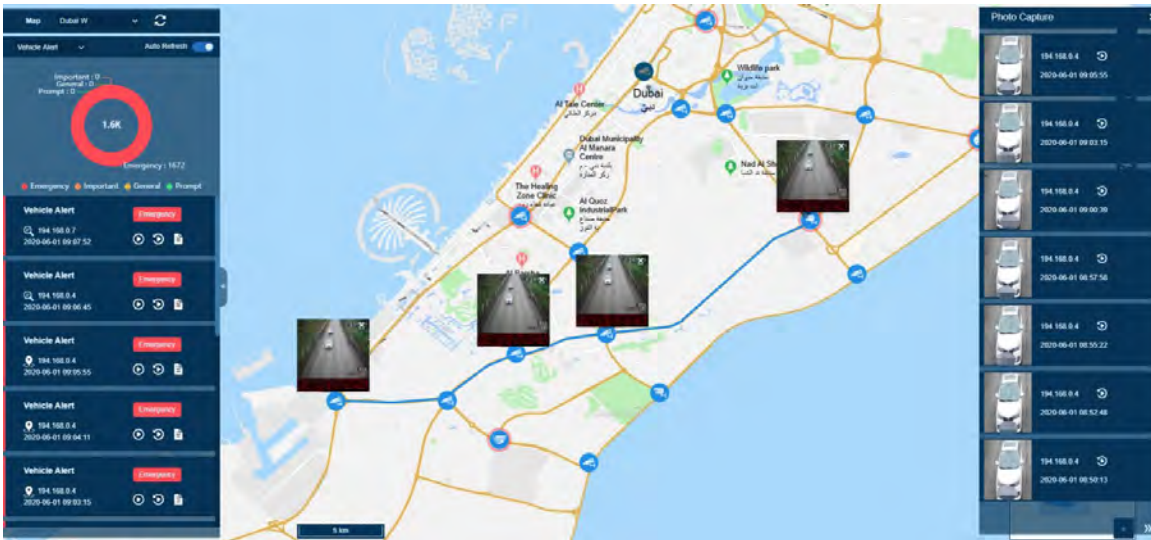 Map Dubai W
Vehicle Alert Auto Refresh
Important : 0
General : 0
Prompt : 0
1.6K
Emergency : 1672
Emergency Important General Prompt
Vehicle Alert Emergency
194.168.0.7
2020-06-01 09:07:52
Vehicle Alert Emergency
194.168.0.4
2020-06-01 09:06:45
Vehicle Alert Emergency
194.168.0.4
2020-06-01 09:05:55
Vehicle Alert Emergency
194.168.0.4
2020-06-01 09:04:11
Vehicle Alert Emergency
194.168.0.4
2020-06-01 09:03:15
Wildlife park
Dubai
دبي
Al Tale Center
Dubai Municipality
Al Manara
Centre
The Healing
Zone Clinic
Al Quoz
IndustrialPark
Nad Al
5 km
Photo Capture
194.168.0.4
2020-06-01 09:05:55
194.168.0.4
2020-06-01 09:03:15
194.168.0.4
2020-06-01 09:00:39
194.168.0.4
2020-06-01 08:57:58
194.168.0.4
2020-06-01 08:55:22
194.168.0.4
2020-06-01 08:52:48
194.168.0.4
2020-06-01 08:50:13